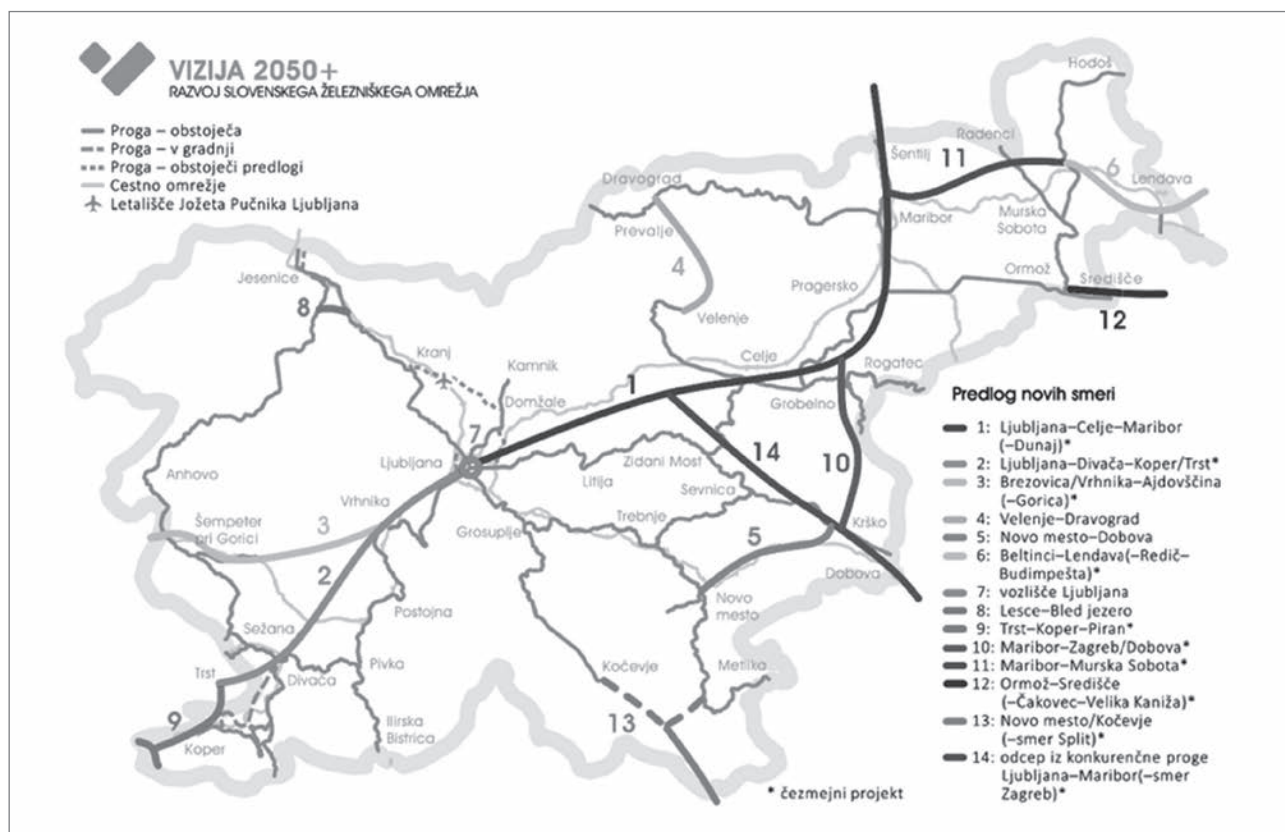 VIZIJA 2050+
RAZVOJ SLOVENSKEGA ŽELEZNIŠKEGA OMREŽJA
Proga – obstoječa
Proga – v gradnji
Proga – obstoječi predlogi
Cestno omrežje
Letališče Jožeta Pučnika Ljubljana
Hodoš
Radenci
Šentilj
11
6
Lendava
Dravograd
Maribor
Murska
Sobota
Prevalje
4
Jesenice
Pragersko
Ormož
Središče
8
Velenje
12
Kranj
Kamnik
Celje
Rogatec
1
Domžale
Grobelno
7
14
Ljubljana
Zidani Most
10
Anhovo
Litija
Sevnica
Vrhnika
Šempeter
pri Gorici
3
Grosuplje
Trebnje
Krško
5
2
Dobova
Postojna
Novo
mesto
Sežana
Trst
Pivka
Kočevje
Metlika
Divača
9
13
Koper
Ilirska
Bistrica
* čezmejni projekt
Predlog novih smeri
1: Ljubljana–Celje–Maribor
(–Dunaj)*
2: Ljubljana–Divača–Koper/Trst*
3: Brezovica/Vrhnika–Ajdovščina
(–Gorica)*
4: Velenje–Dravograd
5: Novo mesto–Dobova
6: Beltinci–Lendava(–Redič–
Budimpešta)*
7: vozlišče Ljubljana
8: Lesce–Bled jezero
9: Trst–Koper–Piran*
10: Maribor–Zagreb/Dobova*
11: Maribor–Murska Sobota*
12: Ormož–Središče
(–Čakovec–Velika Kaniža)*
13: Novo mesto/Kočevje
(–smer Split)*
14: odcep iz konkurenčne proge
Ljubljana–Maribor(–smer
Zagreb)*